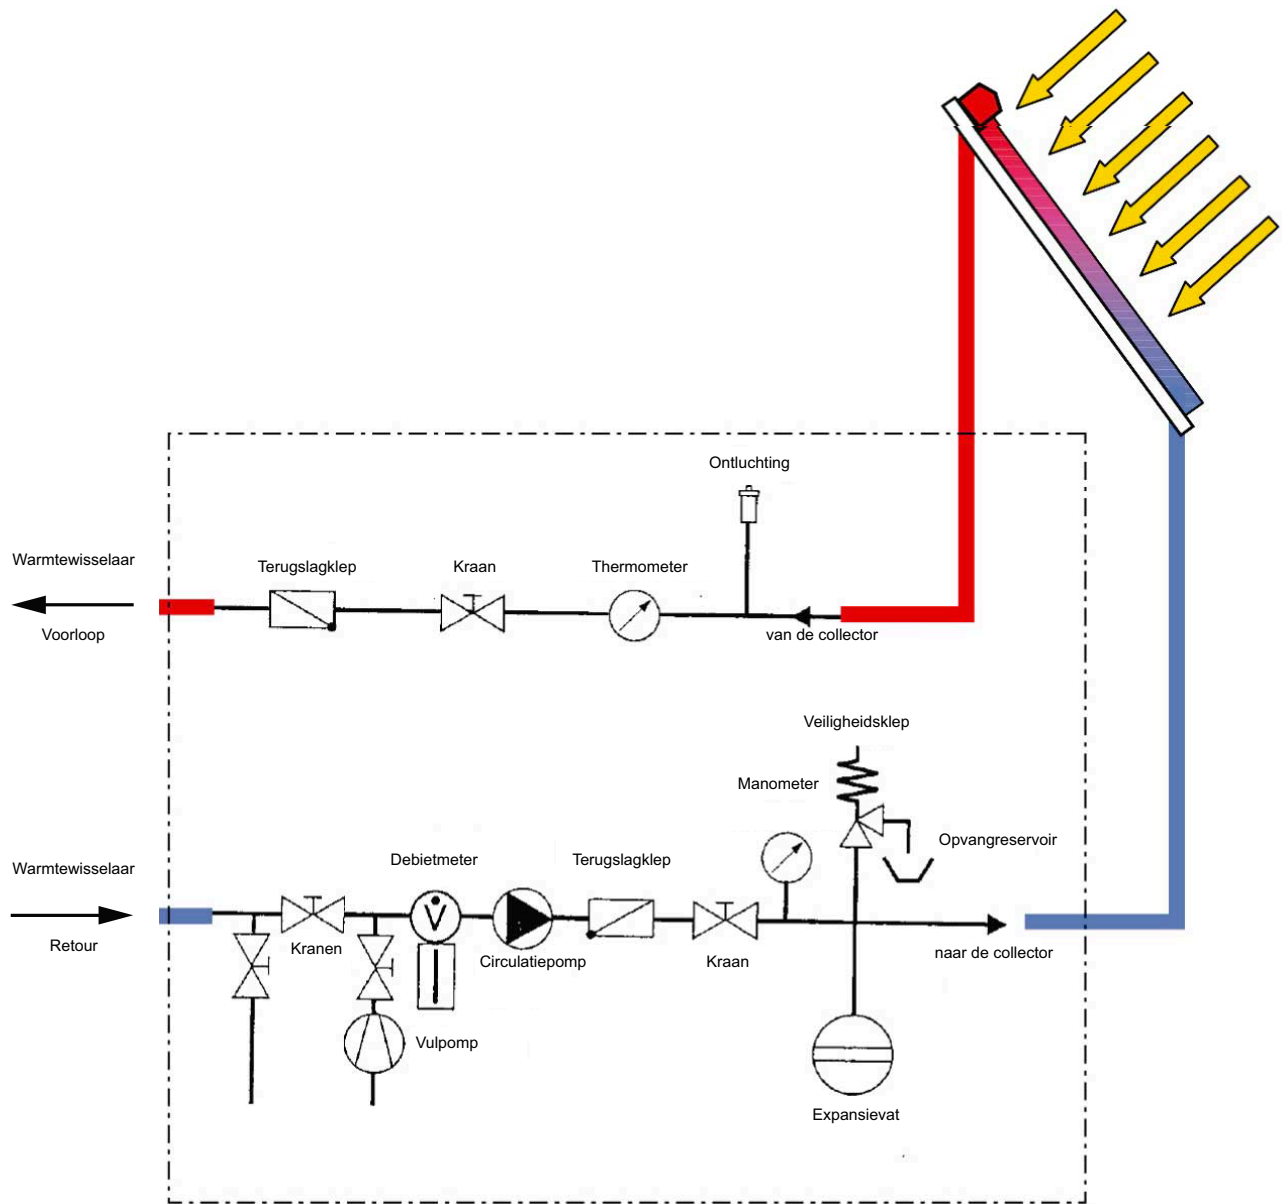 Ontluchting
Warmtewisselaar
Terugslagklep
Kraan
Thermometer
Voorloop
van de collector
Veiligheidsklep
Manometer
Opvangreservoir
Debietmeter
Terugslagklep
Warmtewisselaar
V
Retour
Kranen
Circulatiepomp
Kraan
naar de collector
Vulpomp
Expansievat